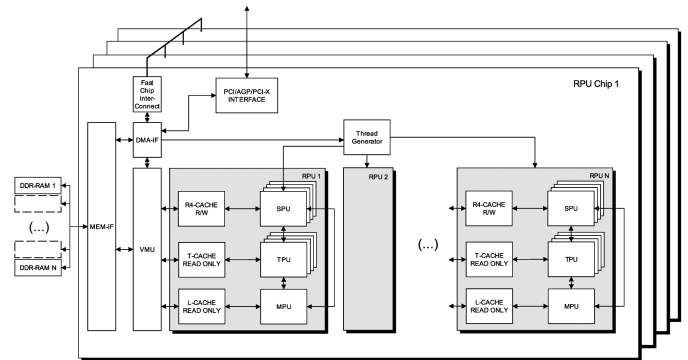 RPU Chip 1
Fast
Chip
Inter-
Connect
PCI/AGP/PCI-X
INTERFACE
DMA-IF
Thread
Generator
DDR-RAM 1
(...)
DDR-RAM N
MEM-IF
VMU
RPU 1
R4-CACHE
R/W
SPU
T-CACHE
READ ONLY
TPU
L-CACHE
READ ONLY
MPU
RPU 2
(...)
RPU N
R4-CACHE
R/W
SPU
T-CACHE
READ ONLY
TPU
L-CACHE
READ ONLY
MPU